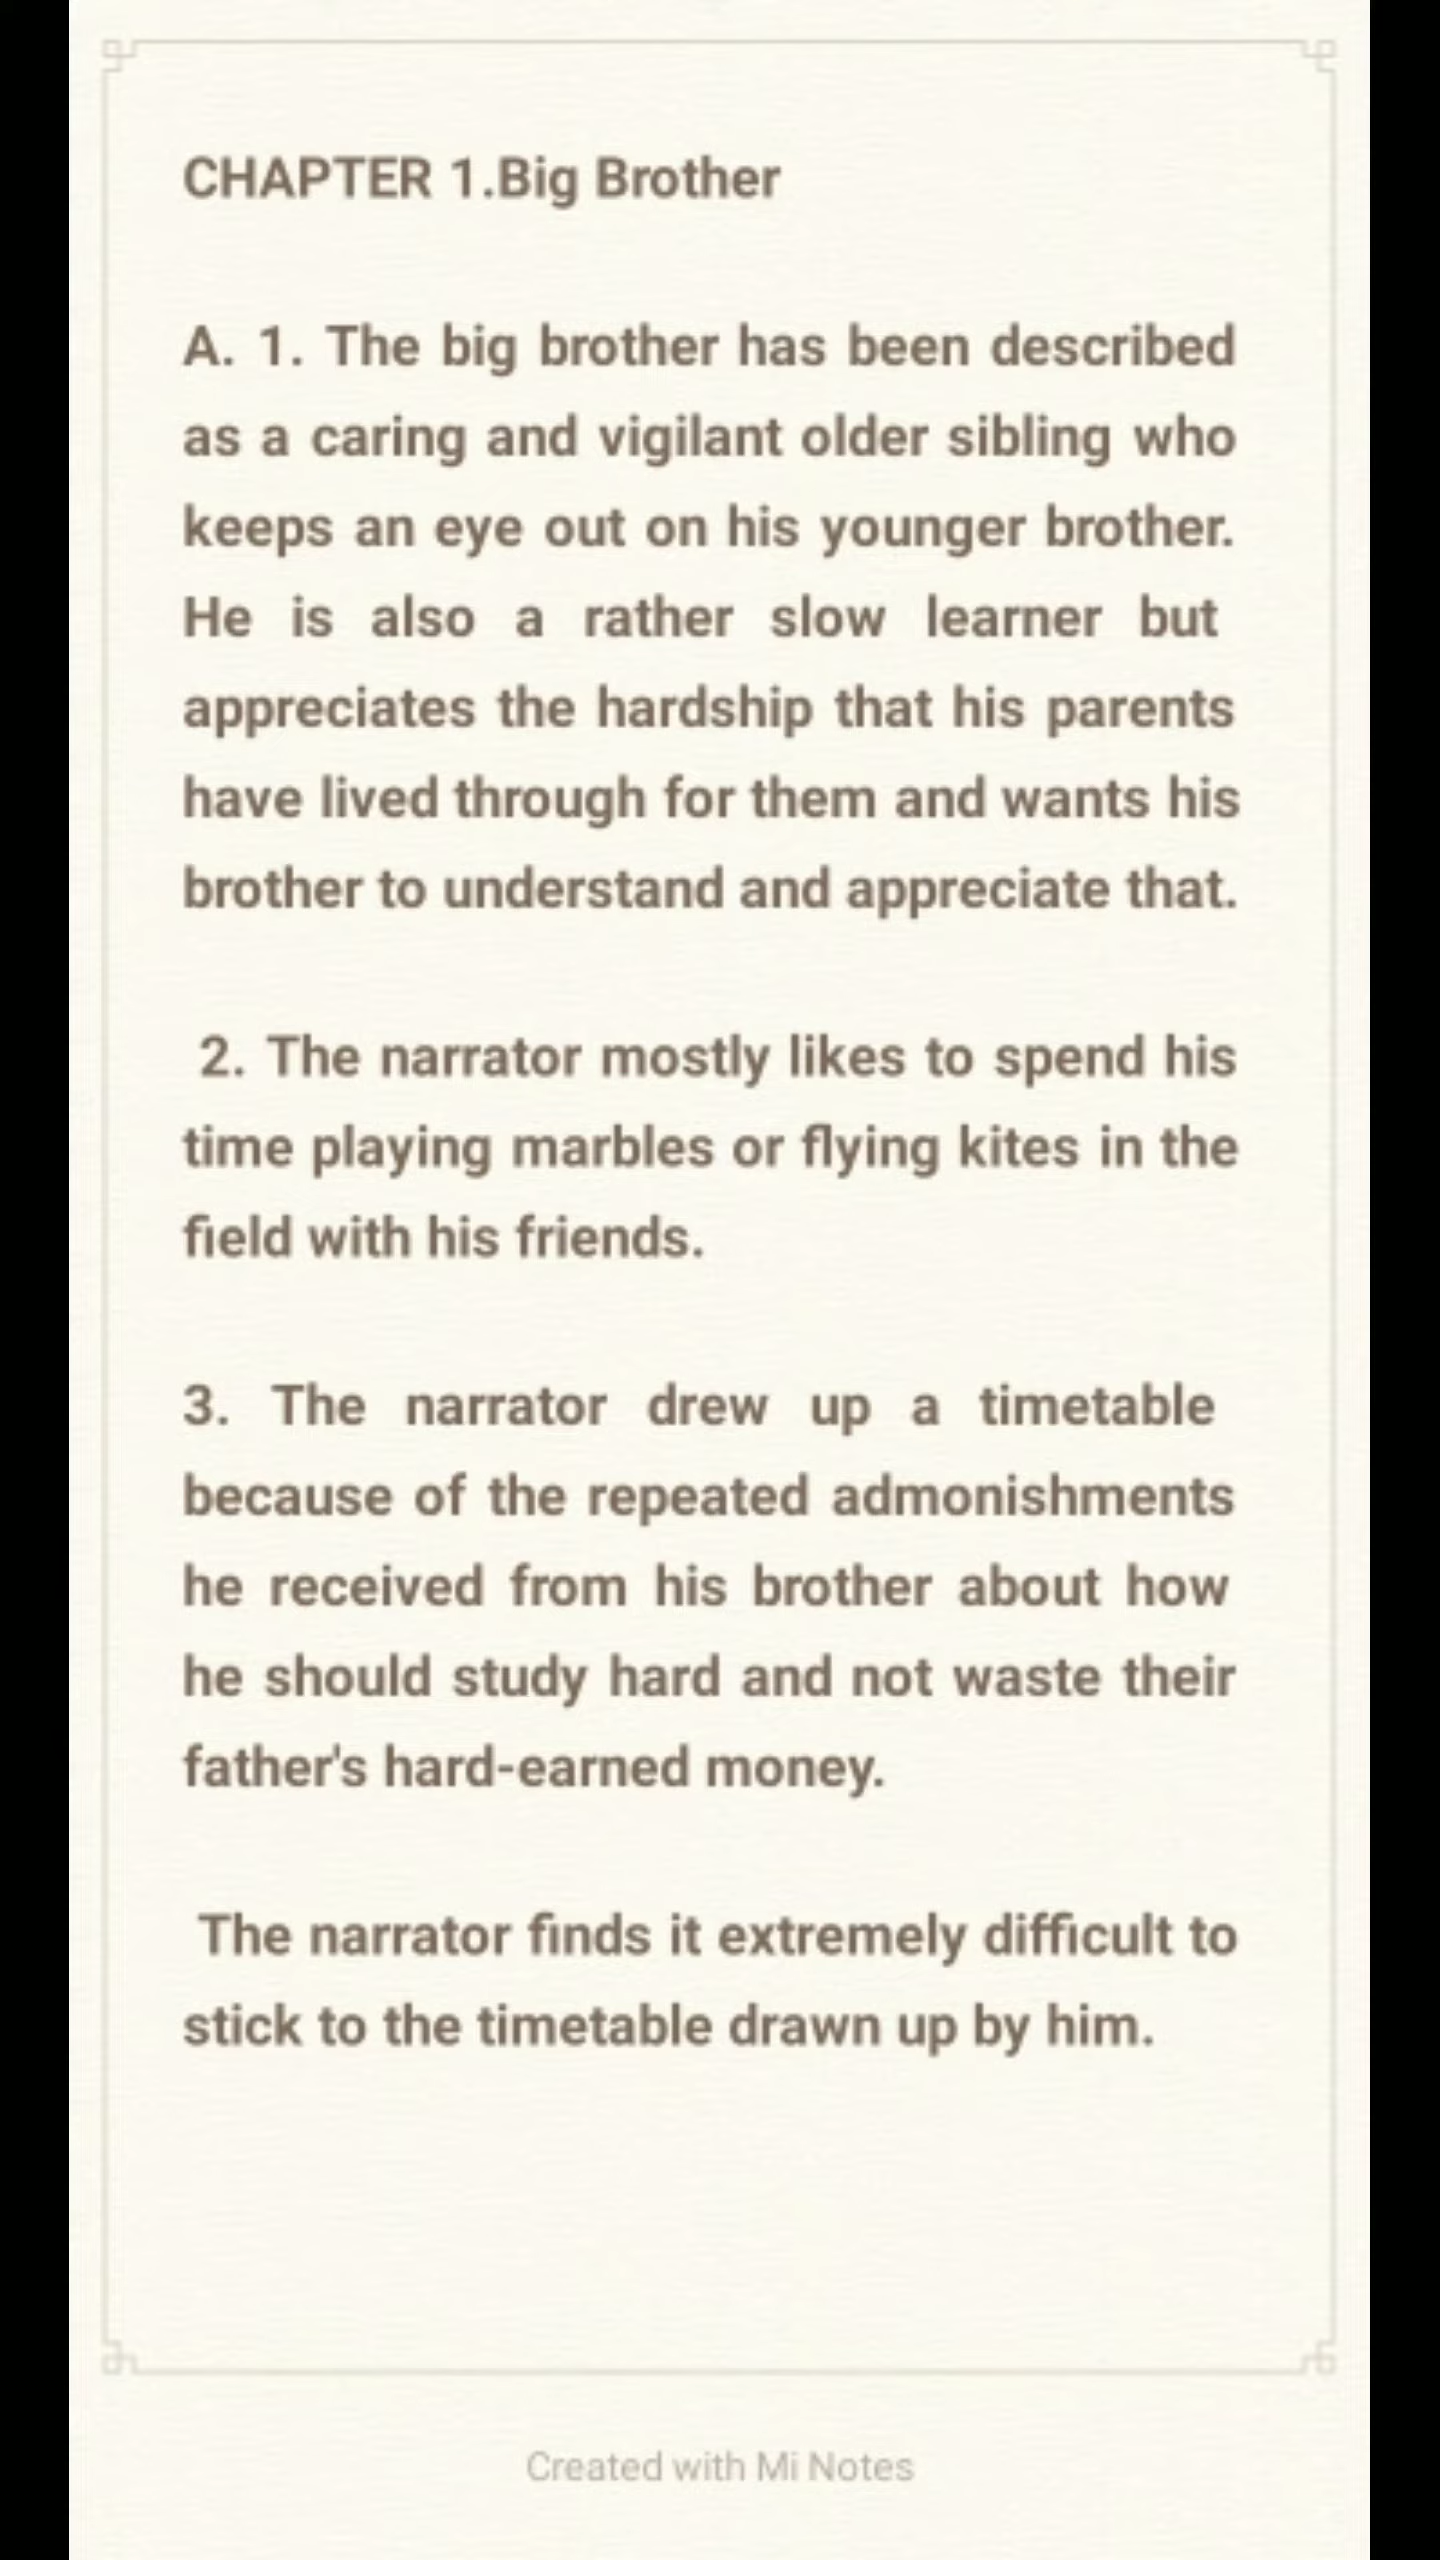 CHAPTER 1.Big Brother
A. 1. The big brother has been described
as a caring and vigilant older sibling who
keeps an eye out on his younger brother.
He is also a rather slow learner but
appreciates the hardship that his parents
have lived through for them and wants his
brother to understand and appreciate that.
2. The narrator mostly likes to spend his
time playing marbles or flying kites in the
field with his friends.
3. The narrator drew up a timetable
because of the repeated admonishments
he received from his brother about how
he should study hard and not waste their
father's hard-earned money.
The narrator finds it extremely difficult to
stick to the timetable drawn up by him.
Created with Mi Notes